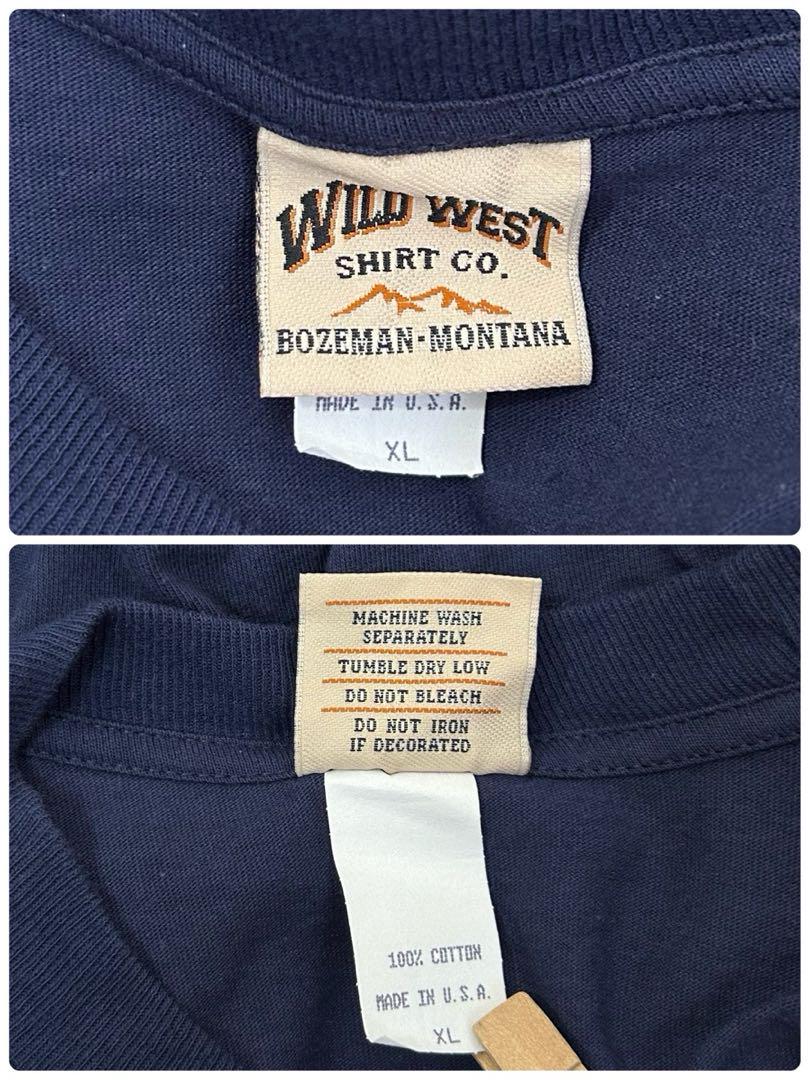 WILD WEST
SHIRT CO.
BOZEMAN-MONTANA
MADE IN U.S.A.
XL
MACHINE WASH
SEPARATELY
TUMBLE DRY LOW
DO NOT BLEACH
DO NOT IRON
IF DECORATED
100% COTTON
MADE IN U.S.A.
XL